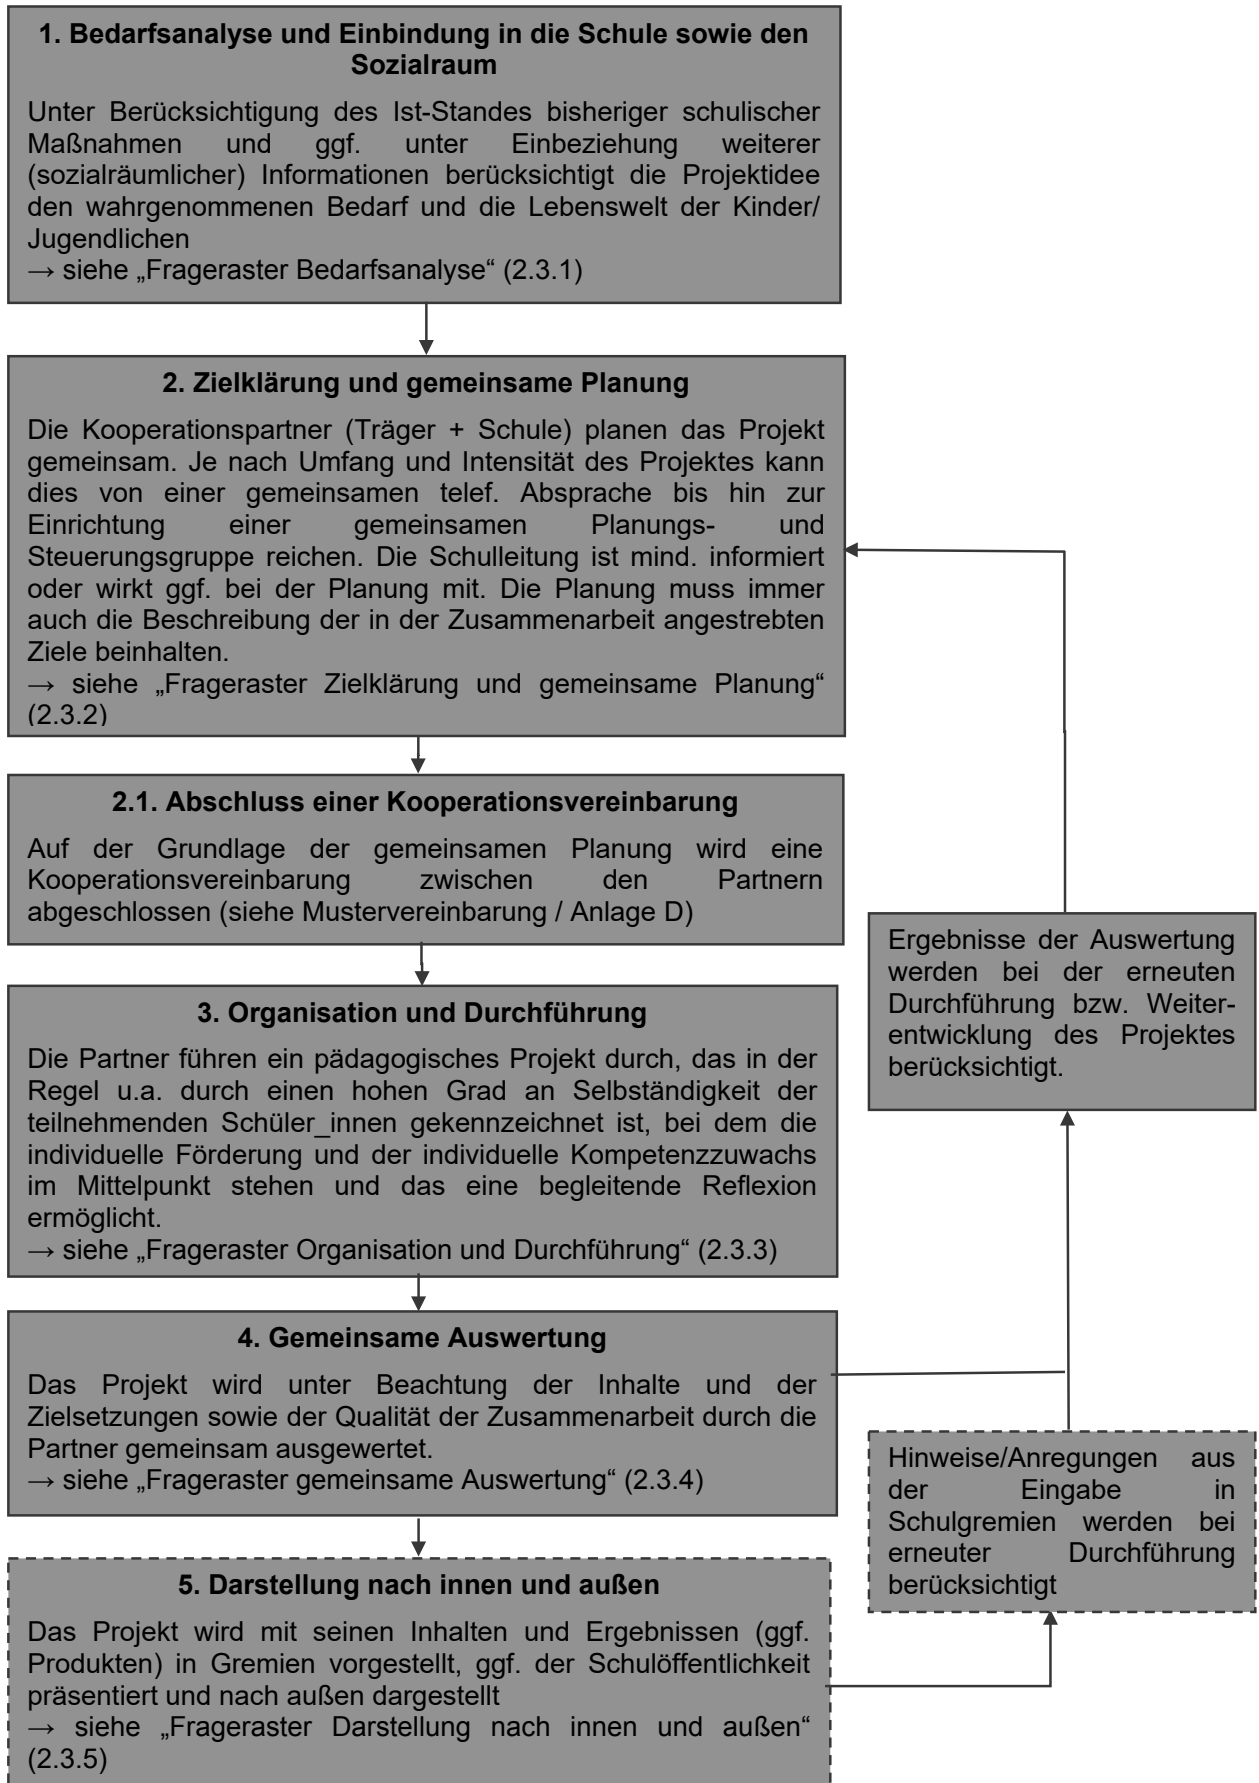 1. Bedarfsanalyse und Einbindung in die Schule sowie den
Sozialraum
Unter Berücksichtigung des Ist-Standes bisheriger schulischer
Maßnahmen und ggf. unter Einbeziehung weiterer
(sozialräumlicher) Informationen berücksichtigt die Projektidee
den wahrgenommenen Bedarf und die Lebenswelt der Kinder/
Jugendlichen
→ siehe „Frageraster Bedarfsanalyse“ (2.3.1)
2. Zielklärung und gemeinsame Planung
Die Kooperationspartner (Träger + Schule) planen das Projekt
gemeinsam. Je nach Umfang und Intensität des Projektes kann
dies von einer gemeinsamen telef. Absprache bis hin zur
Einrichtung einer gemeinsamen Planungs- und
Steuerungsgruppe reichen. Die Schulleitung ist mind. informiert
oder wirkt ggf. bei der Planung mit. Die Planung muss immer
auch die Beschreibung der in der Zusammenarbeit angestrebten
Ziele beinhalten.
→ siehe „Frageraster Zielklärung und gemeinsame Planung“
(2.3.2)
2.1. Abschluss einer Kooperationsvereinbarung
Auf der Grundlage der gemeinsamen Planung wird eine
Kooperationsvereinbarung zwischen den Partnern
abgeschlossen (siehe Mustervereinbarung / Anlage D)
3. Organisation und Durchführung
Die Partner führen ein pädagogisches Projekt durch, das in der
Regel u.a. durch einen hohen Grad an Selbständigkeit der
teilnehmenden Schüler_innen gekennzeichnet ist, bei dem die
individuelle Förderung und der individuelle Kompetenzzuwachs
im Mittelpunkt stehen und das eine begleitende Reflexion
ermöglicht.
→ siehe „Frageraster Organisation und Durchführung“ (2.3.3)
4. Gemeinsame Auswertung
Das Projekt wird unter Beachtung der Inhalte und der
Zielsetzungen sowie der Qualität der Zusammenarbeit durch die
Partner gemeinsam ausgewertet.
→ siehe „Frageraster gemeinsame Auswertung“ (2.3.4)
5. Darstellung nach innen und außen
Das Projekt wird mit seinen Inhalten und Ergebnissen (ggf.
Produkten) in Gremien vorgestellt, ggf. der Schulöffentlichkeit
präsentiert und nach außen dargestellt
→ siehe „Frageraster Darstellung nach innen und außen“
(2.3.5)
Ergebnisse der Auswertung
werden bei der erneuten
Durchführung bzw. Weiter-
entwicklung des Projektes
berücksichtigt.
Hinweise/Anregungen aus
der Eingabe in
Schulgremien werden bei
erneuter Durchführung
berücksichtigt